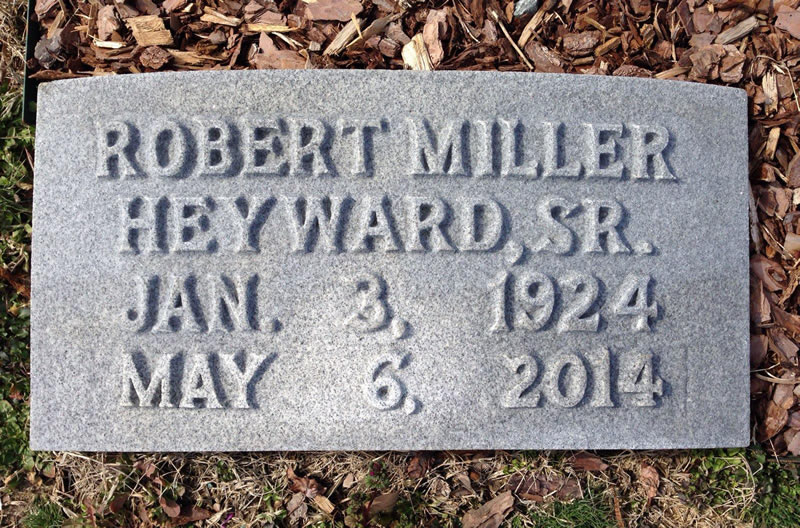 ROBERT MILLER
HEYWARD, SR.
JAN. 3, 1924
MAY 6, 2014